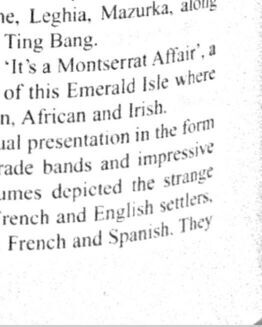 ne, Leghia, Mazurka, along
Ting Bang.
'It's a Montserrat Affair', a
of this Emerald Isle where
n, African and Irish.
ual presentation in the form
rade bands and impressive
umes depicted the strange
rench and English settlers,
French and Spanish. They